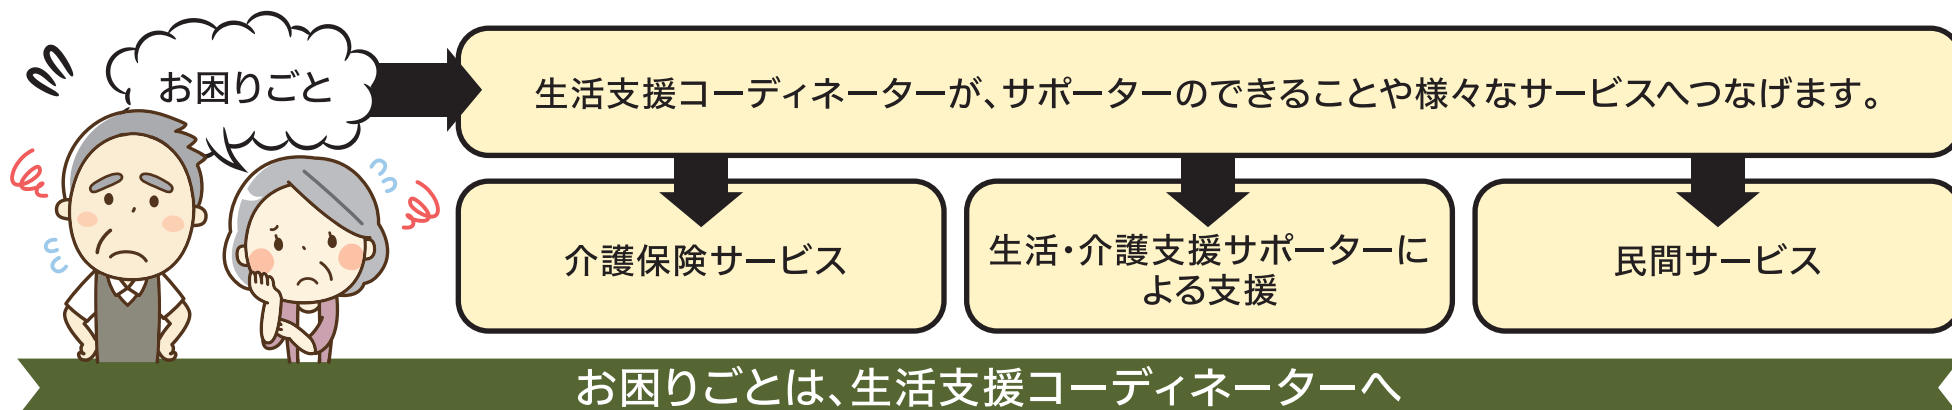 お困りごと
生活支援コーディネーターが、サポーターのできることや様々なサービスへつなげます。
介護保険サービス
生活・介護支援サポーターに
よる支援
民間サービス
お困りごとは、生活支援コーディネーターへ